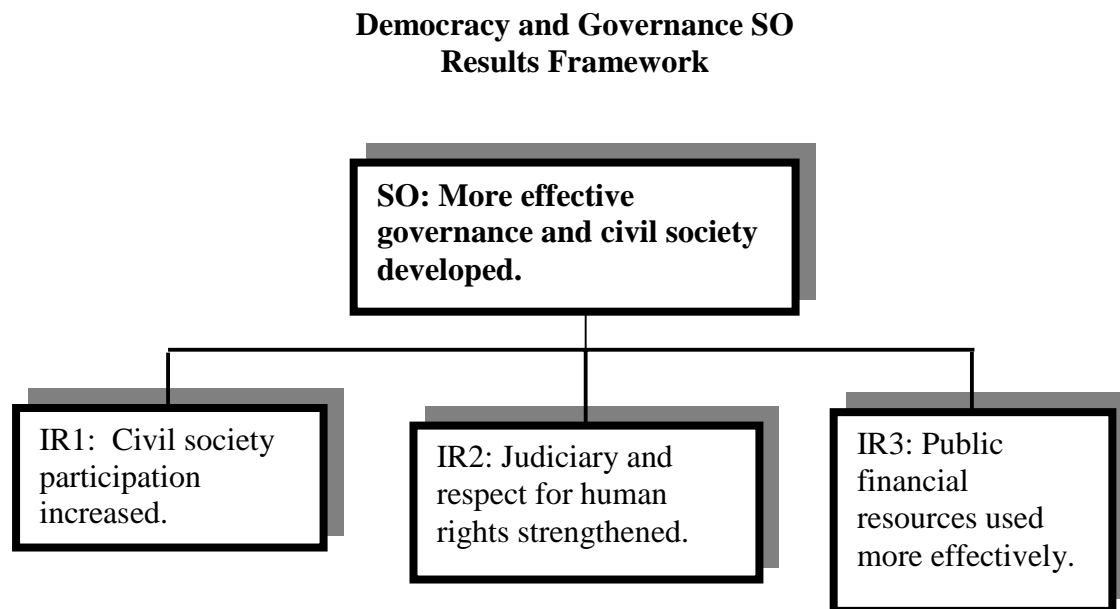 Democracy and Governance SO
Results Framework
SO: More effective
governance and civil society
developed.
IR1:  Civil society
participation
increased.
IR2: Judiciary and
respect for human
rights strengthened.
IR3: Public
financial
resources used
more effectively.